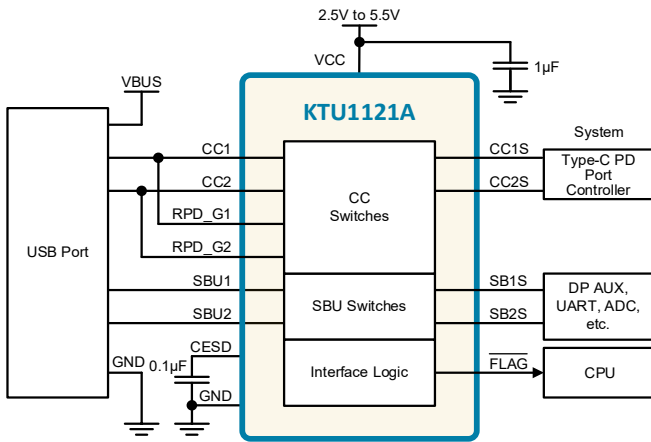 2.5V to 5.5V
VCC
1µF
VBUS
KTU1121A
System
CC1
CC1S
Type-C PD
Port
Controller
CC2
CC2S
CC
Switches
RPD_G1
RPD_G2
USB Port
SBU1
SB1S
DP AUX,
UART, ADC,
etc.
SBU Switches
SBU2
SB2S
CESD
GND
0.1µF
Interface Logic
FLAG
CPU
GND